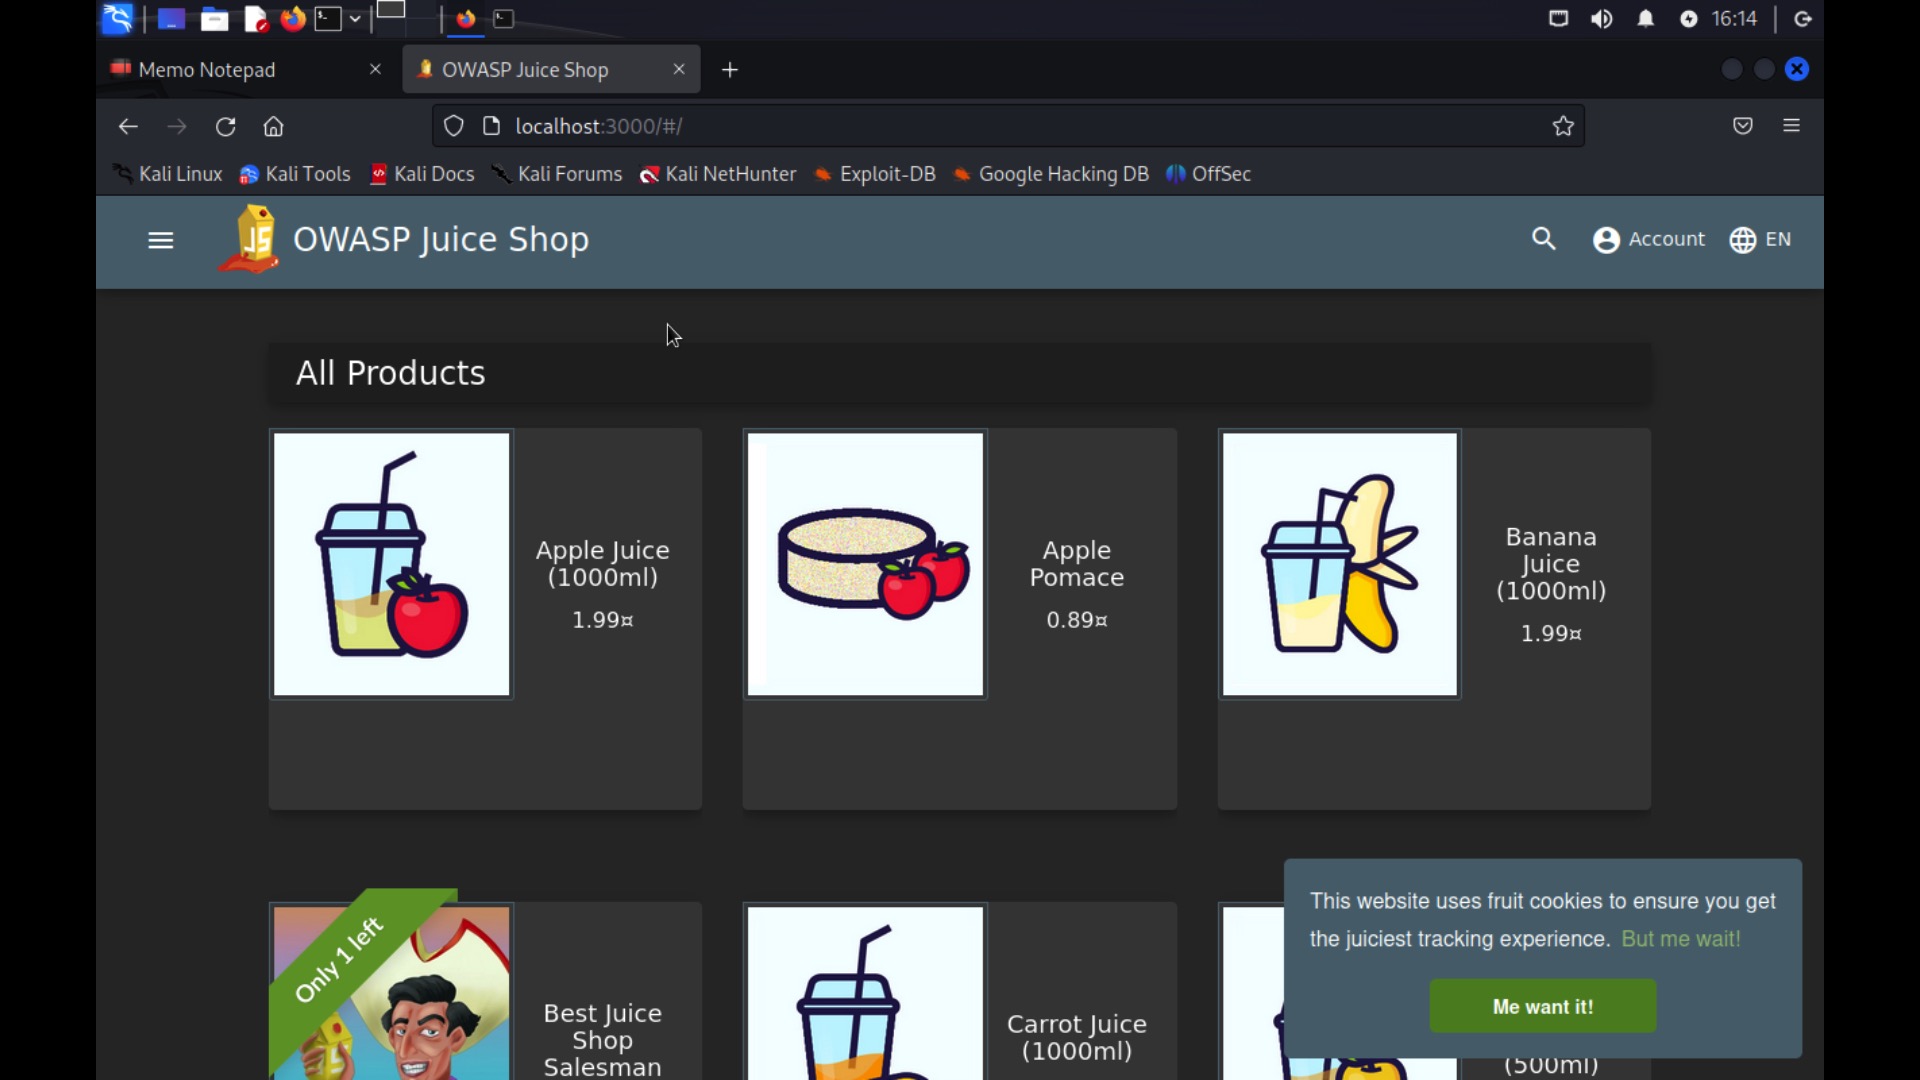 16:14
Memo Notepad
OWASP Juice Shop
localhost:3000/#/
Kali Linux
Kali Tools
Kali Docs
Kali Forums
Kali NetHunter
Exploit-DB
Google Hacking DB
OffSec
JS
OWASP Juice Shop
Account
EN
All Products
Apple Juice
(1000ml)
1.99¤
Apple
Pomace
0.89¤
Banana
Juice
(1000ml)
1.99¤
Only 1 left
Best Juice
Shop
Salesman
Carrot Juice
(1000ml)
(500ml)
This website uses fruit cookies to ensure you get
the juiciest tracking experience. But me wait!
Me want it!